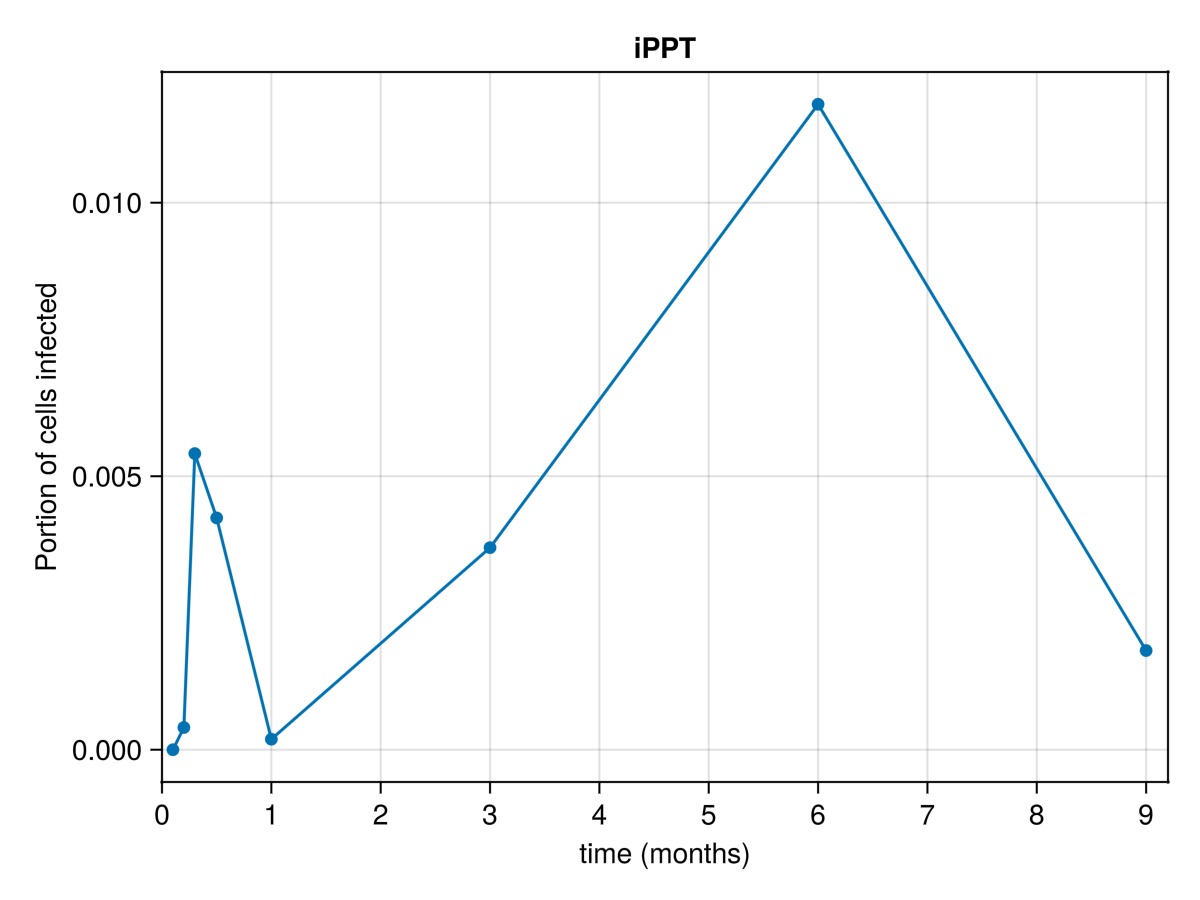 iPPT
Portion of cells infected
0.010
0.005
0.000
0 1 2 3 4 5 6 7 8 9
time (months)